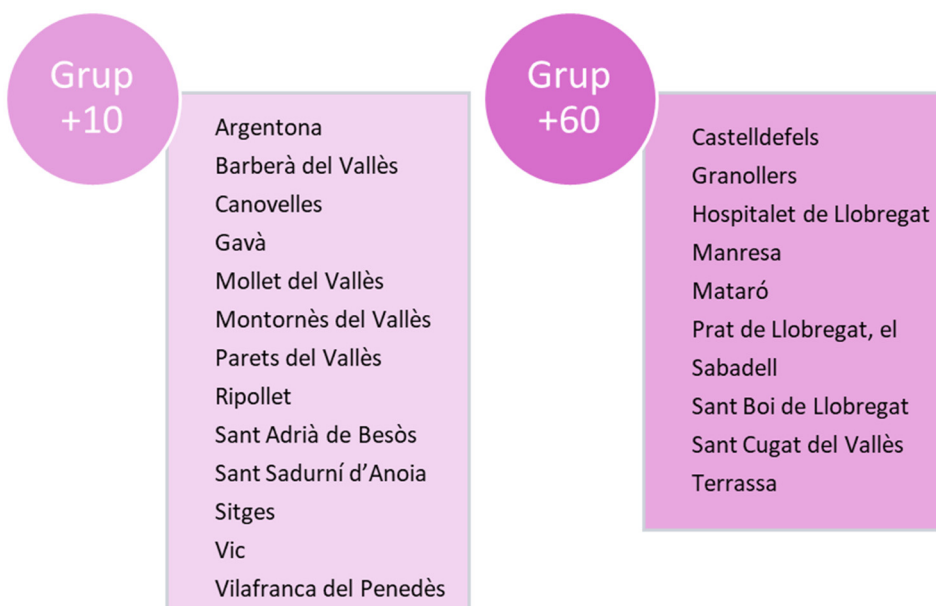 Grup
+10
Argentona
Barberà del Vallès
Canovelles
Gavà
Mollet del Vallès
Montornès del Vallès
Parets del Vallès
Ripollet
Sant Adrià de Besòs
Sant Sadurní d’Anoia
Sitges
Vic
Vilafranca del Penedès
Grup
+60
Castelldefels
Granollers
Hospitalet de Llobregat
Manresa
Mataró
Prat de Llobregat, el
Sabadell
Sant Boi de Llobregat
Sant Cugat del Vallès
Terrassa